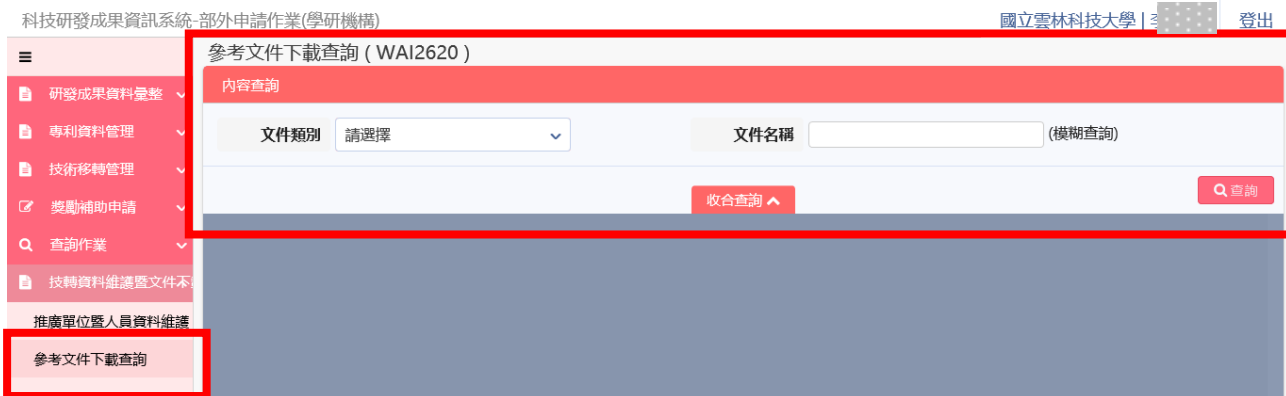 科技研發成果資訊系統-部外申請作業(學研機構)
國立雲林科技大學 | 李
登出
參考文件下載查詢 ( WAI2620 )
內容查詢
文件類別 請選擇
文件名稱 (模糊查詢)
收合查詢
查詢
研發成果資料彙整
專利資料管理
技術移轉管理
獎勵補助申請
查詢作業
技轉資料維護暨文件下
推廣單位暨人員資料維護
參考文件下載查詢